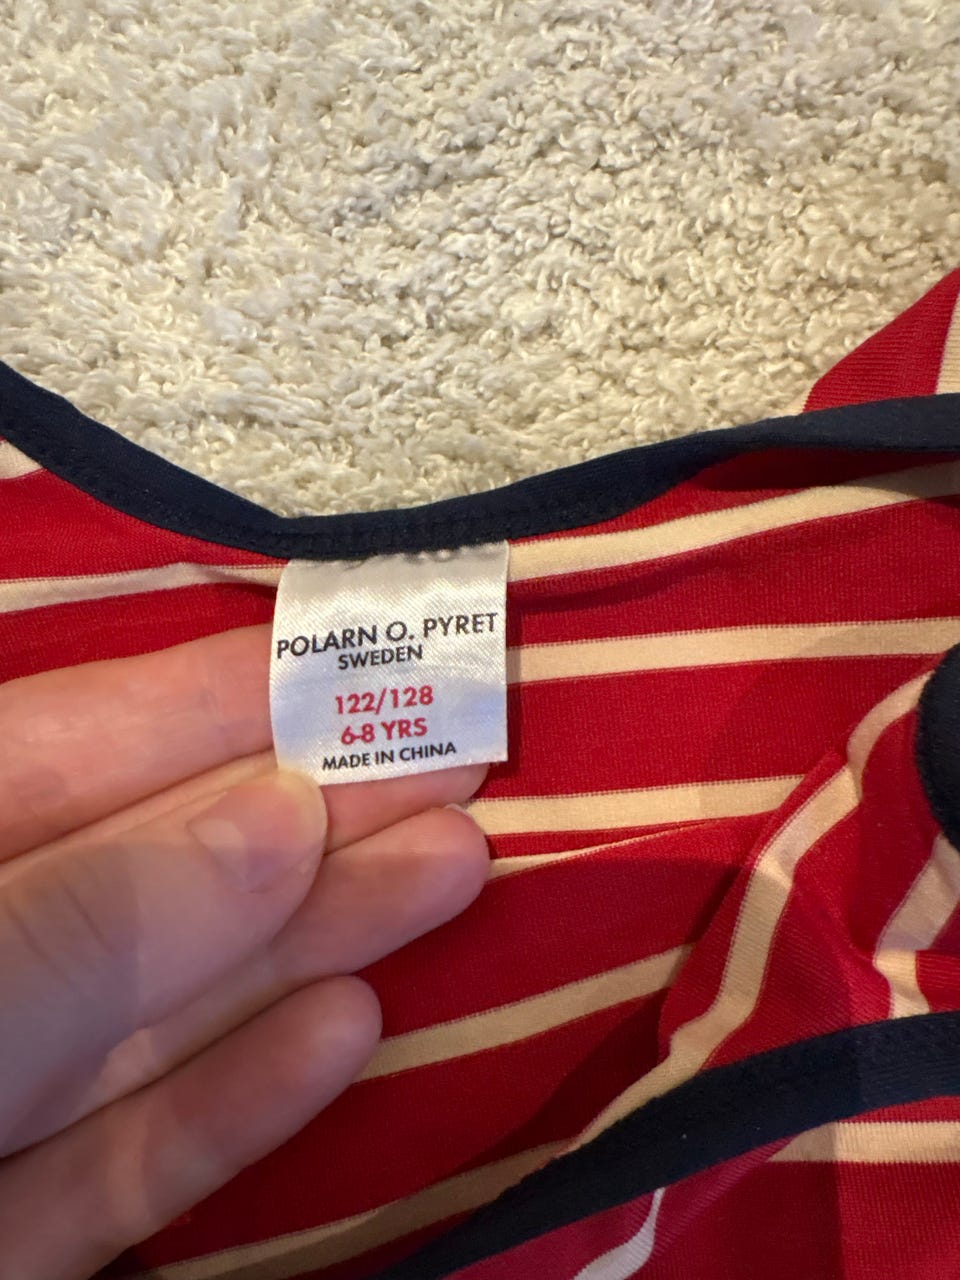 POLARN O. PYRET
SWEDEN
122/128
6-8 YRS
MADE IN CHINA